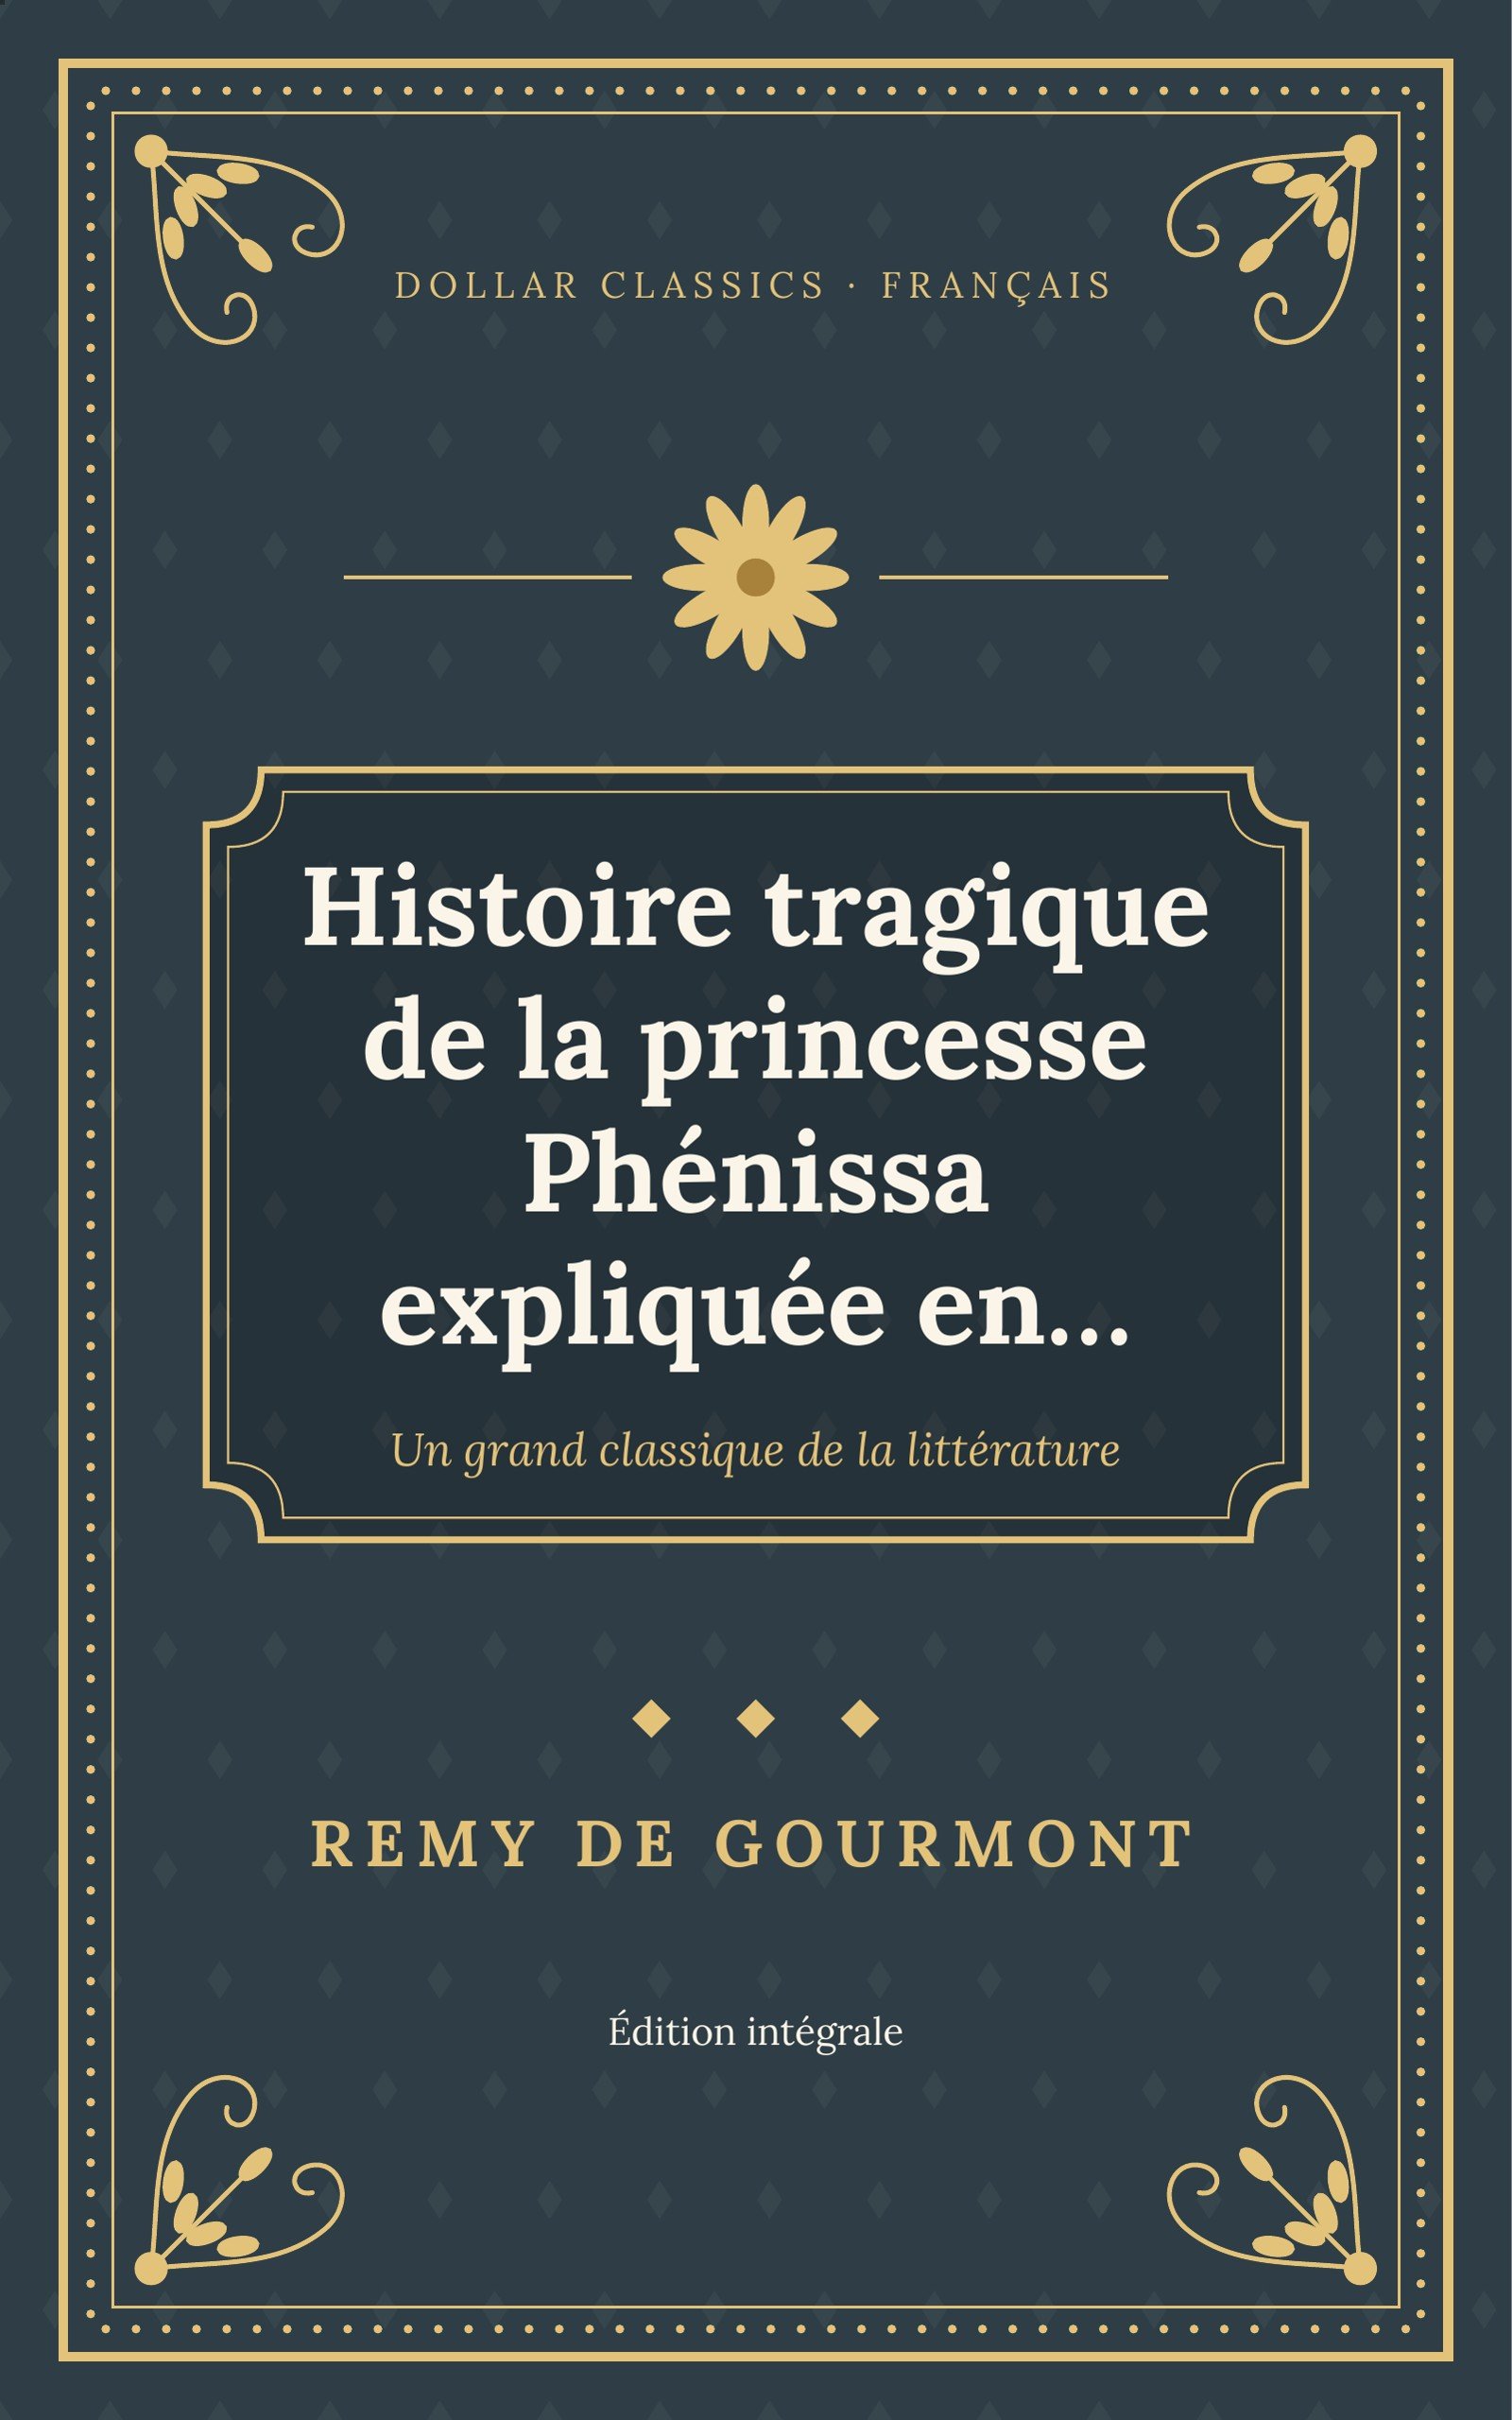 DOLLAR CLASSICS · FRANÇAIS
Histoire tragique
de la princesse
Phénissa
expliquée en...
Un grand classique de la littérature
REMY DE GOURMONT
Édition intégrale